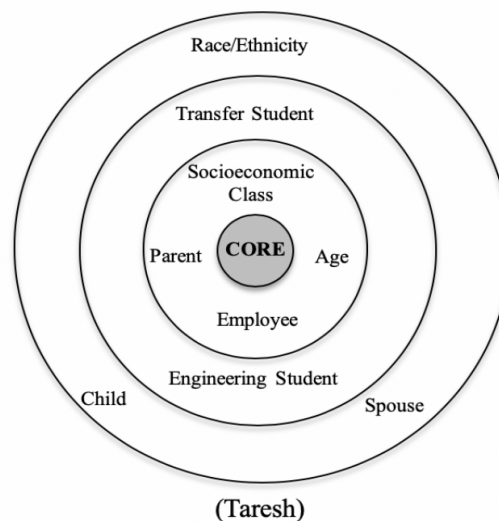 Race/Ethnicity
Transfer Student
Socioeconomic
Class
Parent
CORE
Age
Employee
Engineering Student
Child
Spouse
(Taresh)